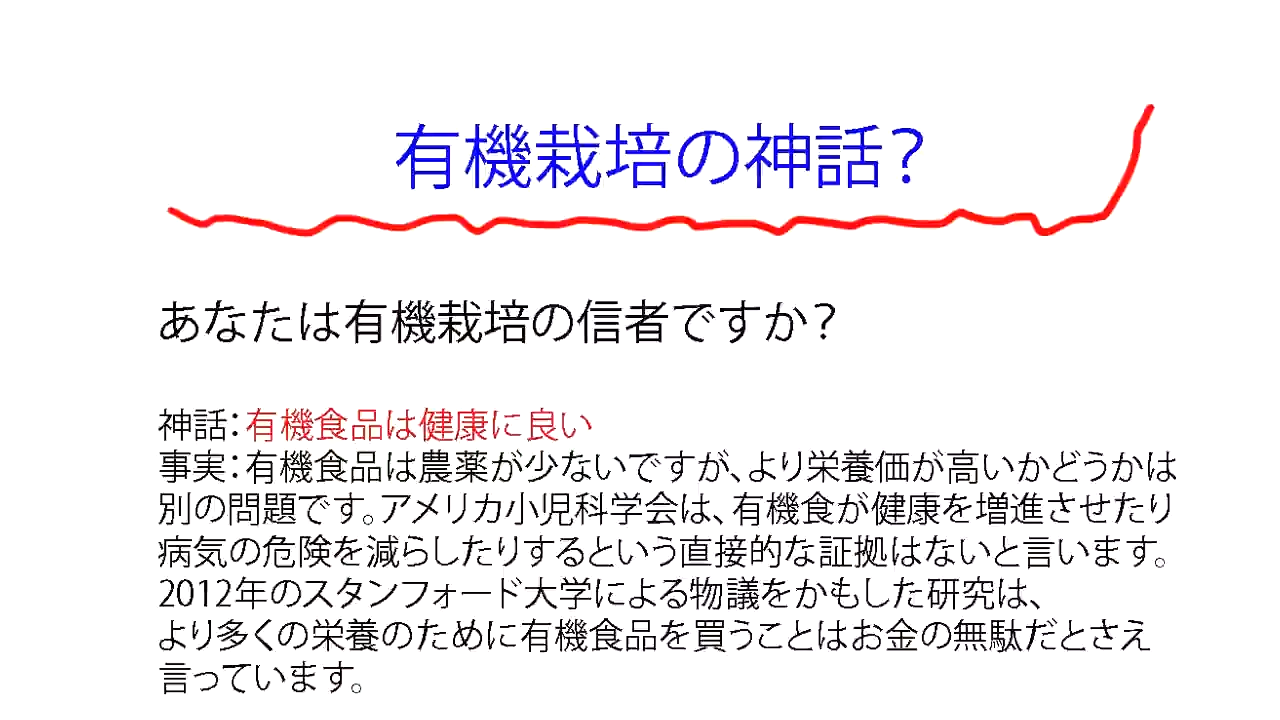 有機栽培の神話？
あなたは有機栽培の信者ですか？
神話：有機食品は健康に良い
事実：有機食品は農薬が少ないですが、より栄養価が高いかどうかは
別の問題です。アメリカ小児科学会は、有機食が健康を増進させたり
病気の危険を減らしたりするという直接的な証拠はないと言います。
2012年のスタンフォード大学による物議をかもした研究は、
より多くの栄養のために有機食品を買うことはお金の無駄だとさえ
言っています。